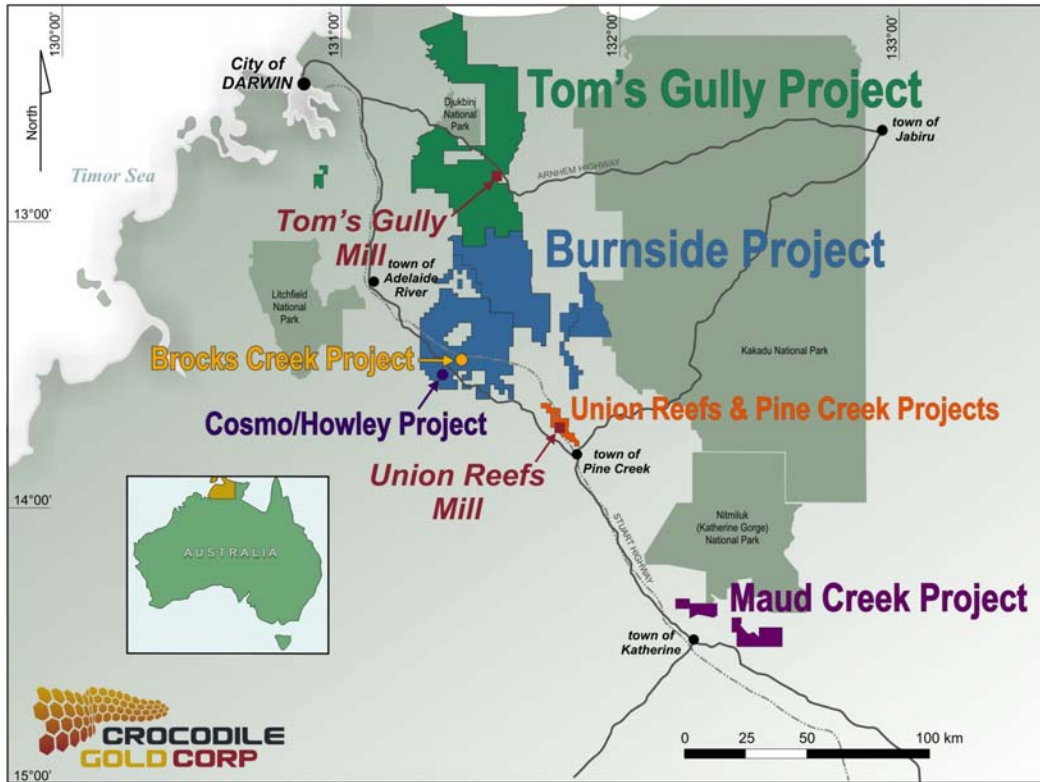 130°00'
131°00'
132°00'
133°00'
North
City of
DARWIN
Djukbinj
National
Park
Tom's Gully Project
town of
Jabiru
ARNHEM HIGHWAY
Timor Sea
13°00'
Tom's Gully
Mill
Burnside Project
town of
Adelaide
River
Litchfield
National
Park
Brocks Creek Project
Kakadu National Park
Cosmo/Howley Project
Union Reefs & Pine Creek Projects
Union Reefs
Mill
town of
Pine Creek
14°00'
AUSTRALIA
STUART HIGHWAY
Nitmiluk
(Katherine Gorge)
National Park
Maud Creek Project
town of
Katherine
CROCODILE
GOLD CORP
0 25 50 100 km
15°00'